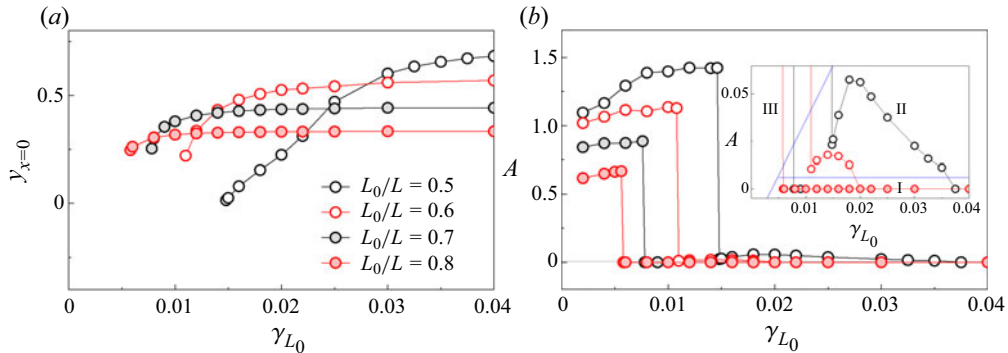 (a)
0.5
0
y_{x=0}
0 0.01 0.02 0.03 0.04
γ_{L_0}
L_0/L = 0.5
L_0/L = 0.6
L_0/L = 0.7
L_0/L = 0.8
(b)
1.5
1.0
0.5
0
A
0 0.01 0.02 0.03 0.04
γ_{L_0}
III
II
I
0.05
0
A
0.01 0.02 0.03 0.04
γ_{L_0}